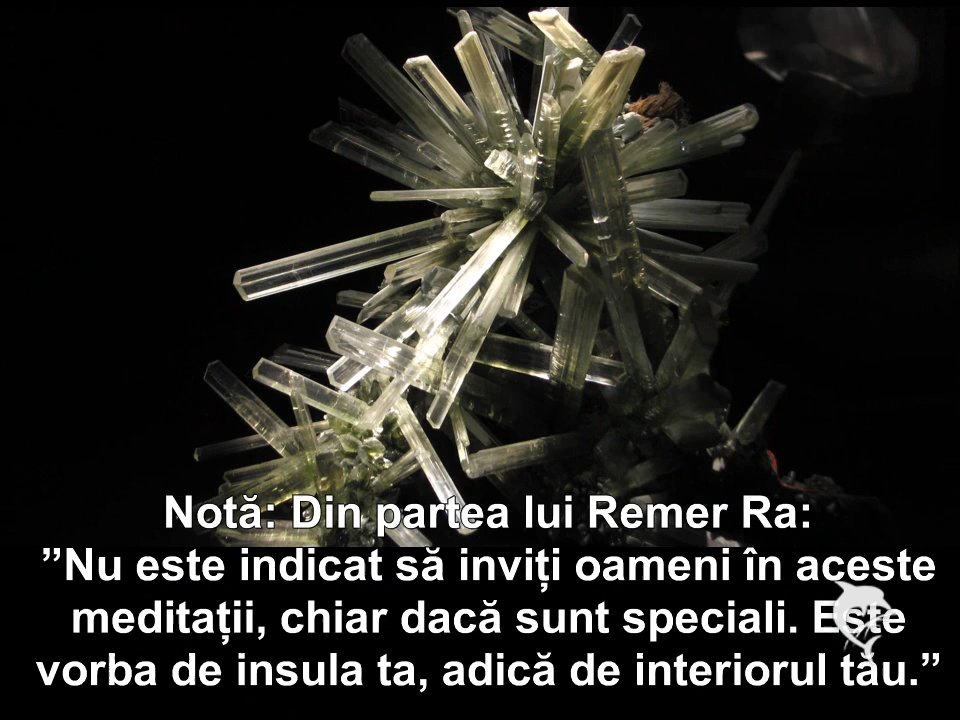 Notă: Din partea lui Remer Ra:
”Nu este indicat să inviți oameni în aceste
meditații, chiar dacă sunt speciali. Este
vorba de insula ta, adică de interiorul tău.”